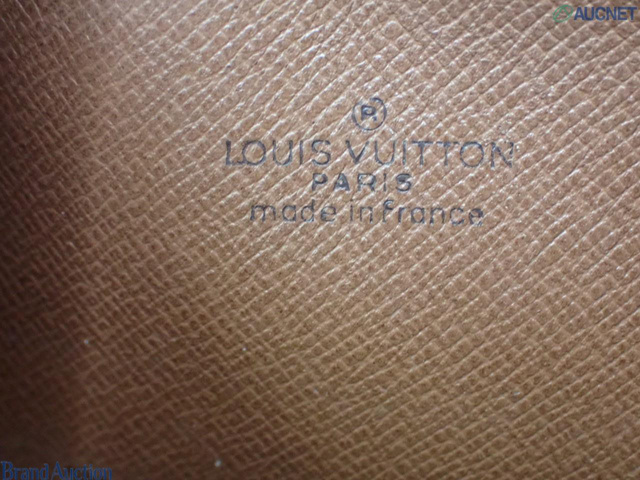 AUCNET
®
LOUIS VUITTON
PARIS
made in france
Brand Auction